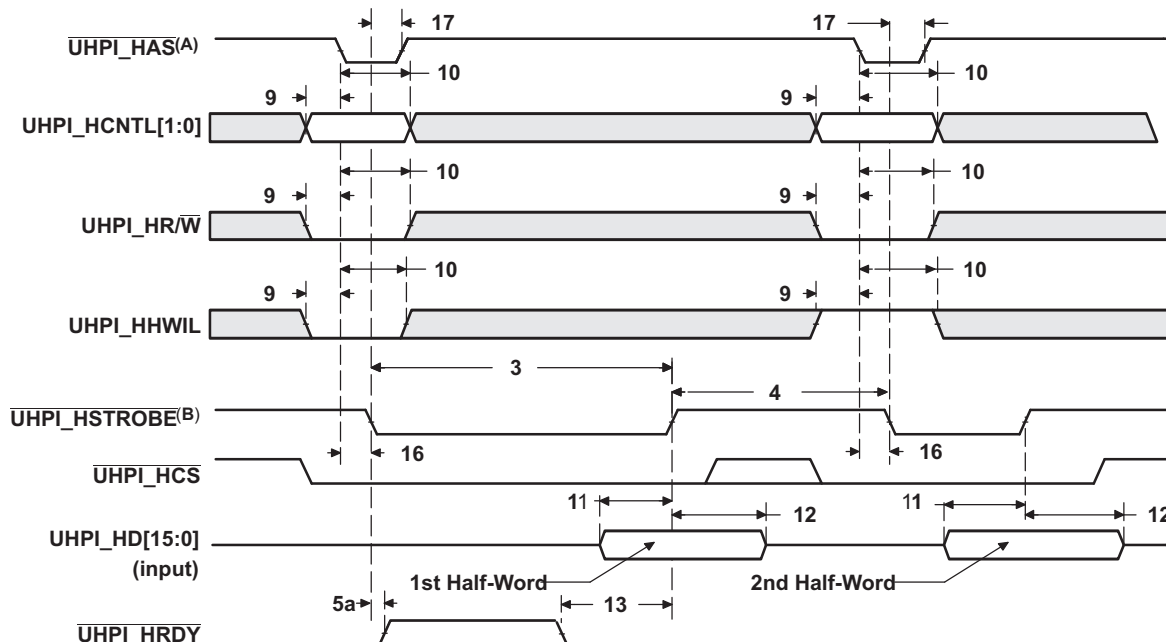 17 17
UHPI_HAS(A)
10 10
9 9
UHPI_HCNTL[1:0]
10 10
9 9
UHPI_HR/W
10 10
9 9
UHPI_HHWIL
3
4
UHPI_HSTROBE(B)
16 16
UHPI_HCS
11 11
12 12
UHPI_HD[15:0]
(input)
1st Half-Word 2nd Half-Word
5a 13
UHPI_HRDY